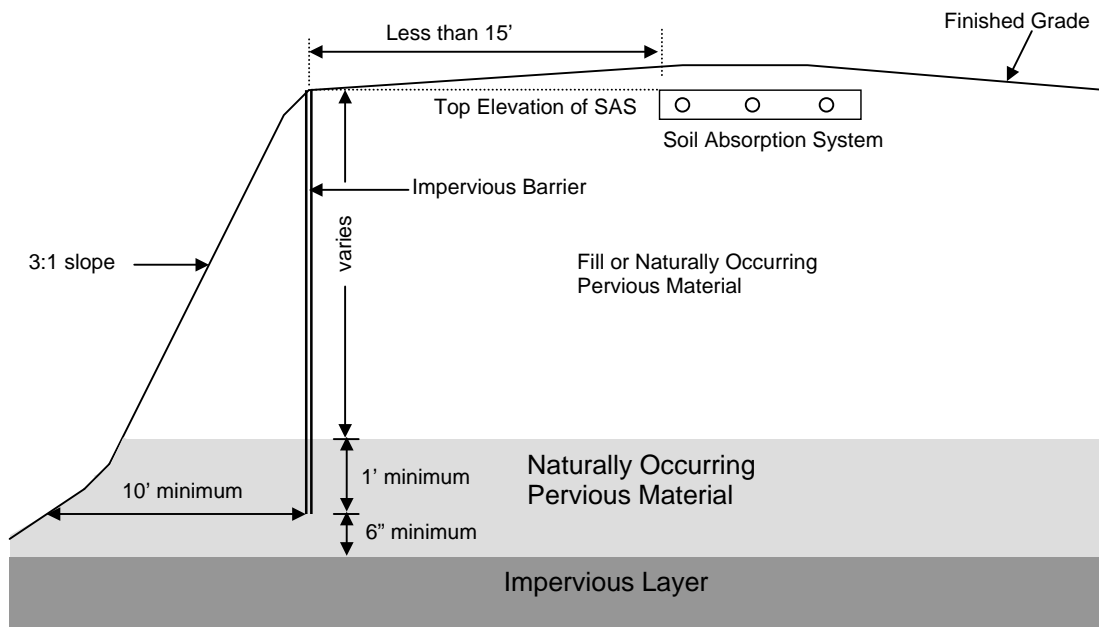 Finished Grade
Less than 15’
Top Elevation of SAS
Soil Absorption System
Impervious Barrier
varies
3:1 slope
Fill or Naturally Occurring
Pervious Material
Naturally Occurring
Pervious Material
1’ minimum
10’ minimum
6” minimum
Impervious Layer